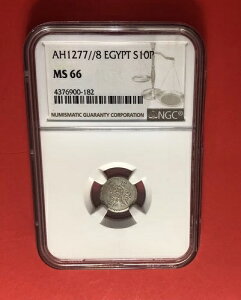 AH1277//8 EGYPT S10P
MS 66
4376900-182
NUMISMATIC GUARANTY CORPORATION
NGC®